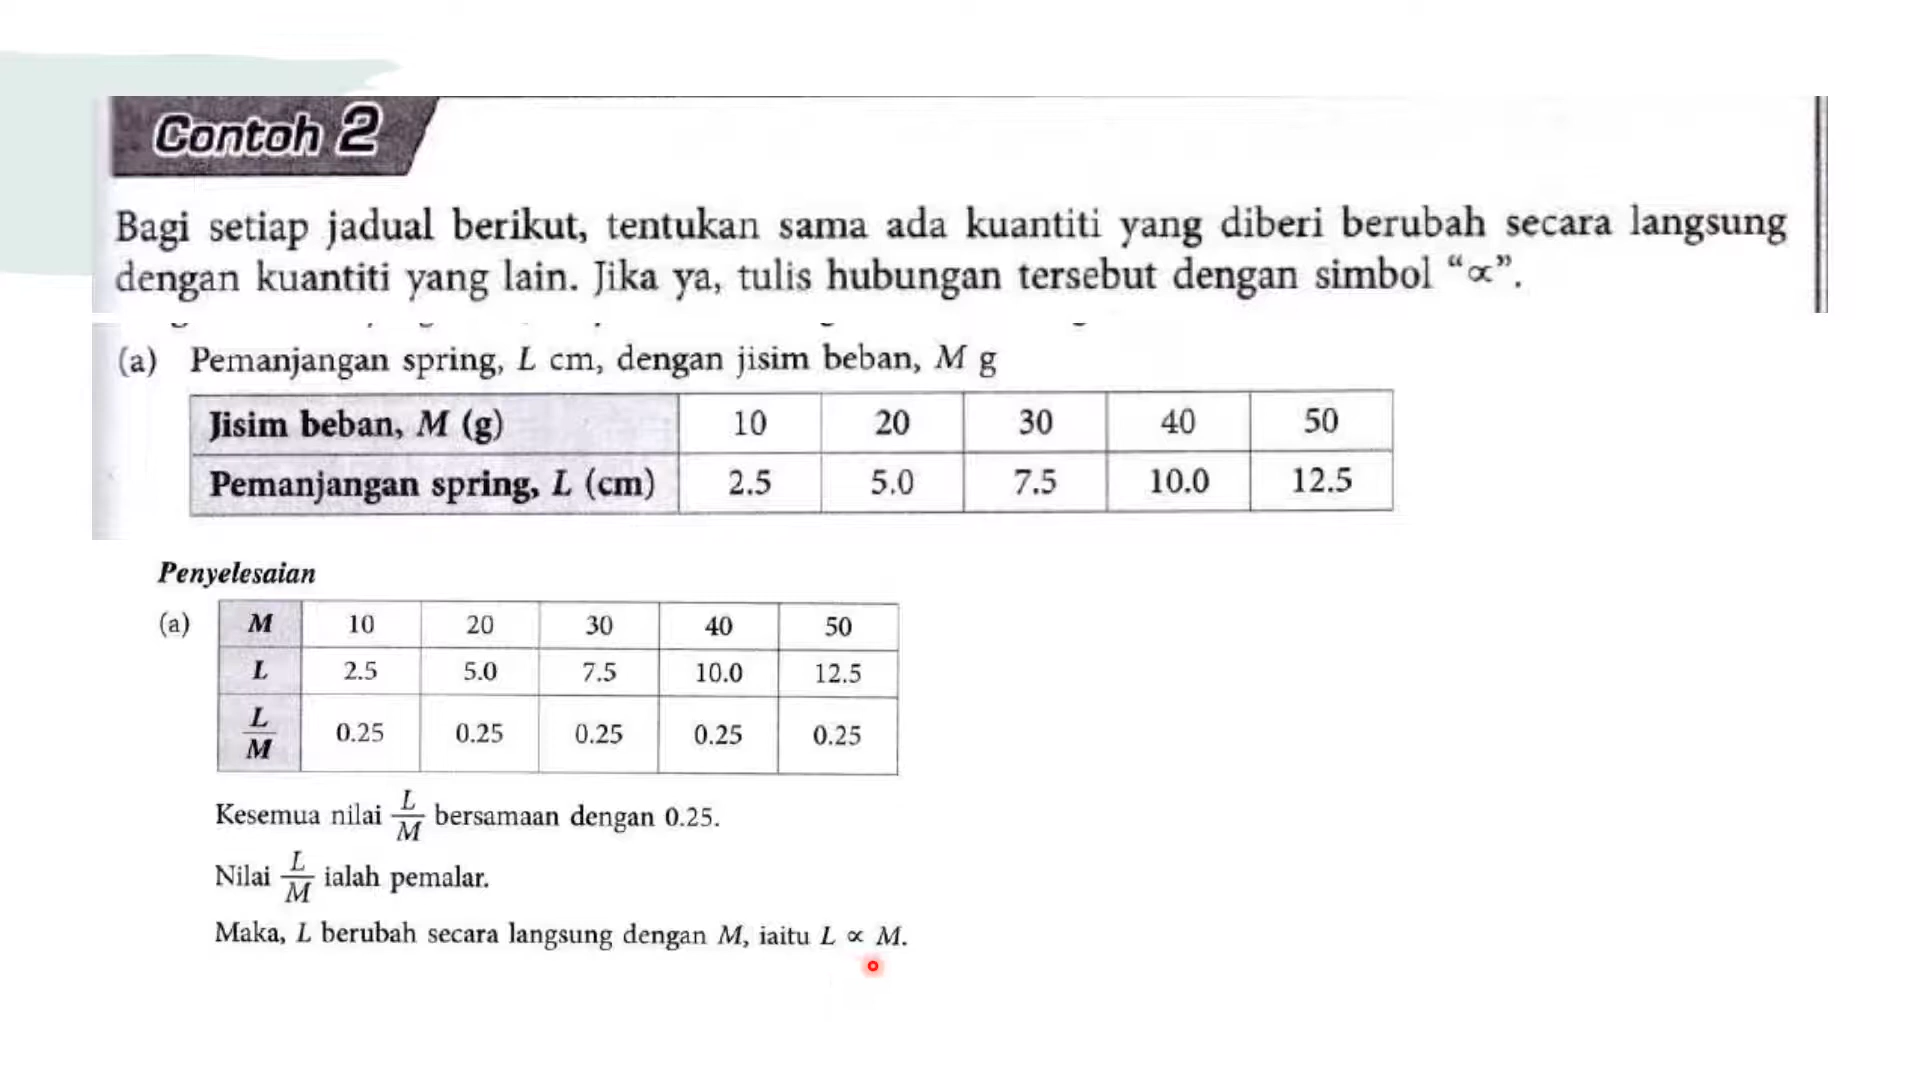 Contoh 2
Bagi setiap jadual berikut, tentukan sama ada kuantiti yang diberi berubah secara langsung
dengan kuantiti yang lain. Jika ya, tulis hubungan tersebut dengan simbol “∝”.
(a) Pemanjangan spring, L cm, dengan jisim beban, M g
Jisim beban, M (g) 10 20 30 40 50
Pemanjangan spring, L (cm) 2.5 5.0 7.5 10.0 12.5
Penyelesaian
(a) M 10 20 30 40 50
L 2.5 5.0 7.5 10.0 12.5
L/M 0.25 0.25 0.25 0.25 0.25
Kesemua nilai L/M bersamaan dengan 0.25.
Nilai L/M ialah pemalar.
Maka, L berubah secara langsung dengan M, iaitu L ∝ M.